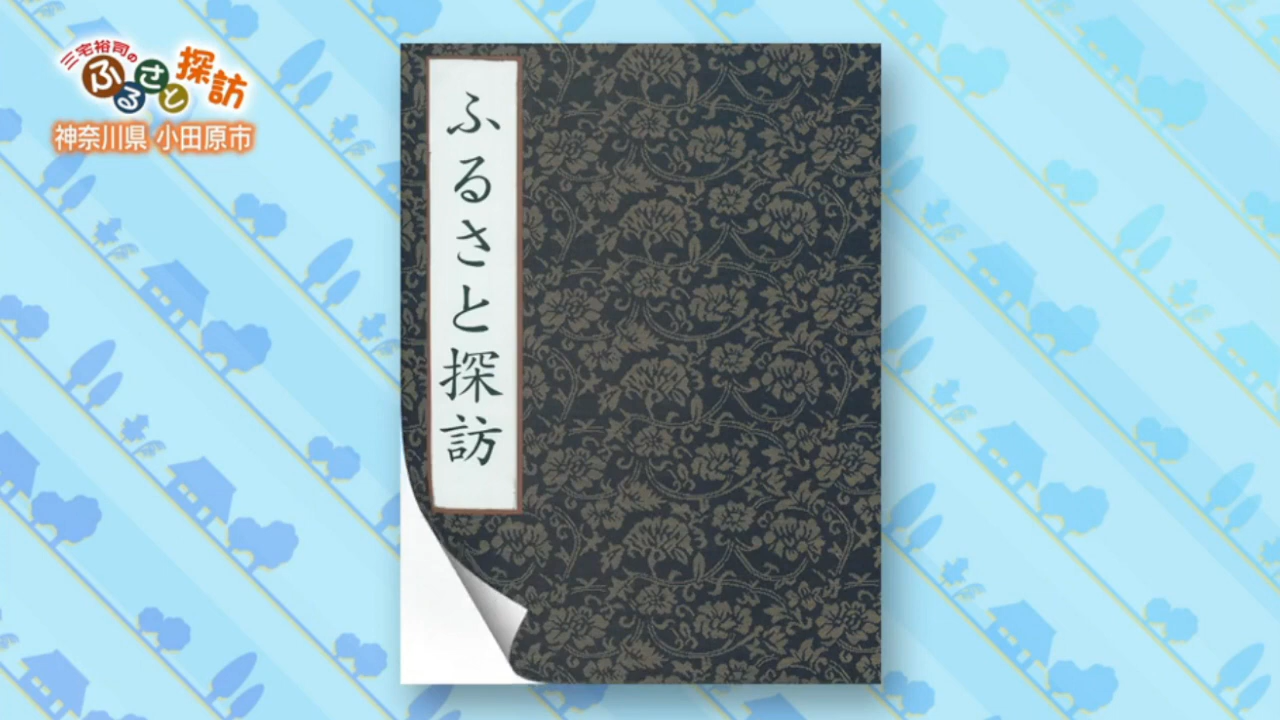 三宅裕司の
ふるさと探訪
神奈川県 小田原市
ふるさと探訪